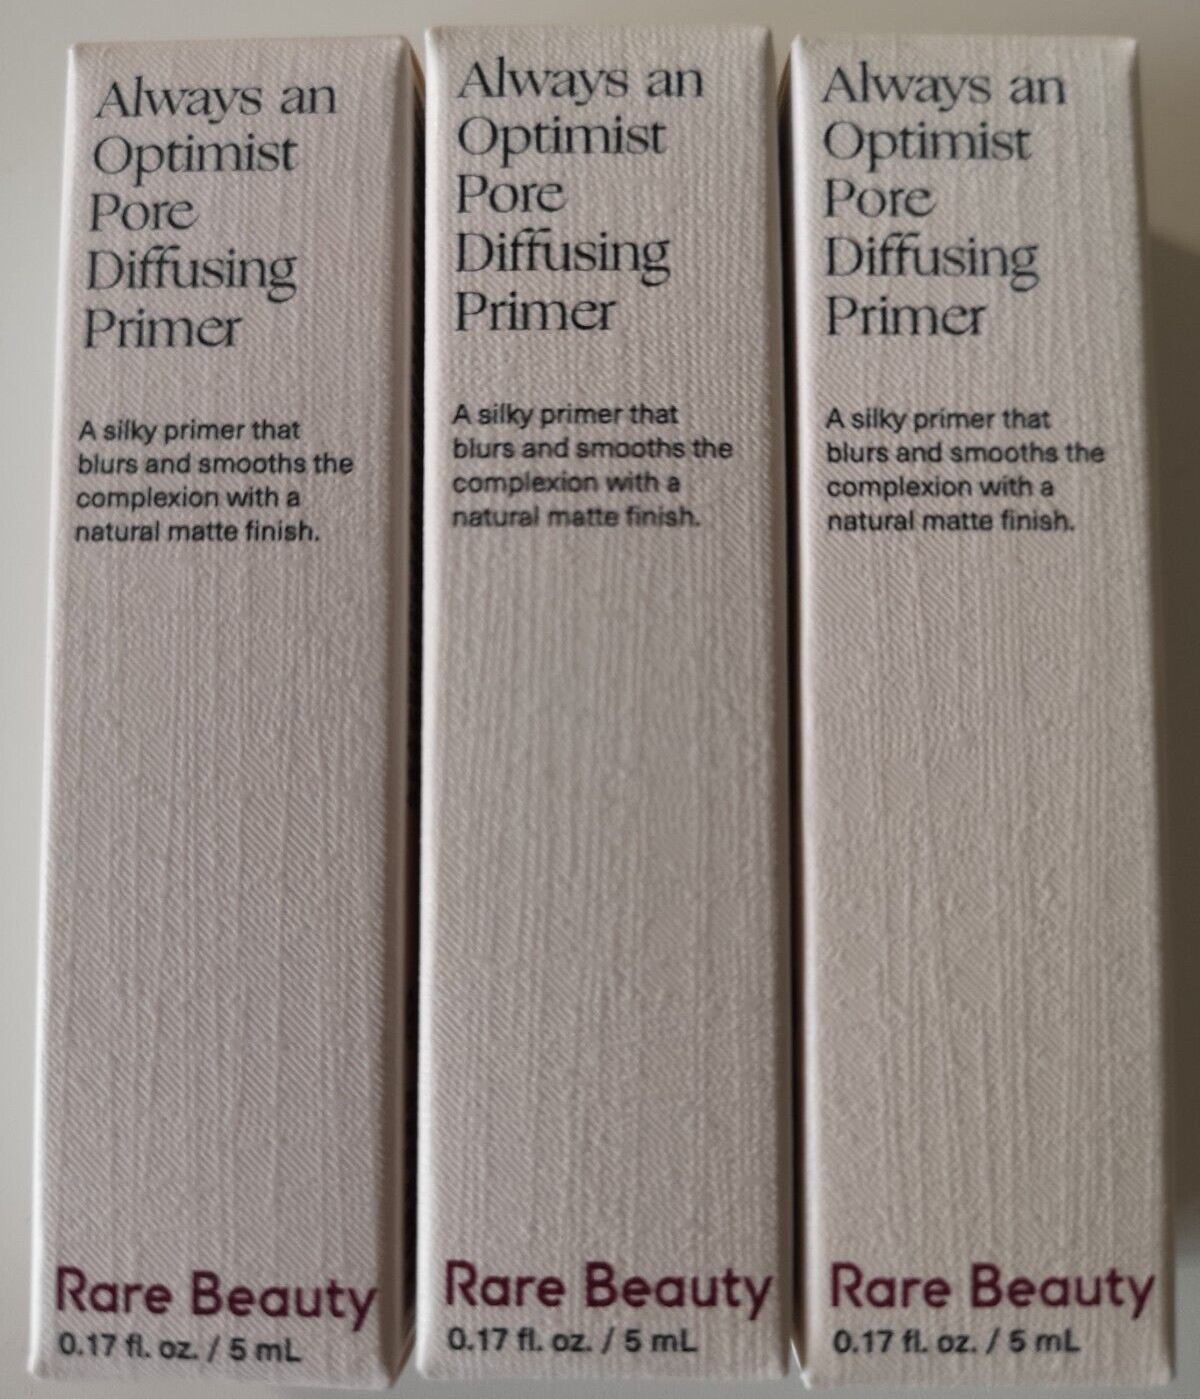 Always an
Optimist
Pore
Diffusing
Primer
A silky primer that
blurs and smooths the
complexion with a
natural matte finish.
Rare Beauty
0.17 fl. oz. / 5 mL
Always an
Optimist
Pore
Diffusing
Primer
A silky primer that
blurs and smooths the
complexion with a
natural matte finish.
Rare Beauty
0.17 fl. oz. / 5 mL
Always an
Optimist
Pore
Diffusing
Primer
A silky primer that
blurs and smooths the
complexion with a
natural matte finish.
Rare Beauty
0.17 fl. oz. / 5 mL